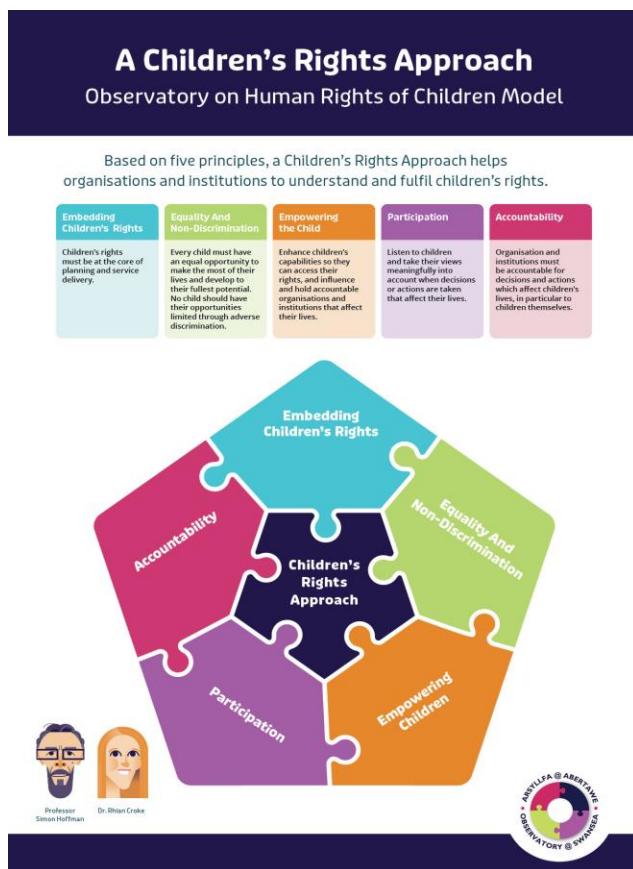 A Children's Rights Approach
Observatory on Human Rights of Children Model
Based on five principles, a Children's Rights Approach helps
organisations and institutions to understand and fulfil children's rights.
Embedding
Children's Rights
Children's rights
must be at the core of
planning and service
delivery.
Equality And
Non-Discrimination
Every child must have
an equal opportunity to
make the most of their
lives and develop to
their fullest potential.
No child should have
their opportunities
limited through adverse
discrimination.
Empowering
the Child
Enhance children's
capabilities so they
can access their
rights, and influence
and hold accountable
organisations and
institutions that affect
their lives.
Participation
Listen to children
and take their views
meaningfully into
account when decisions
or actions are taken
that affect their lives.
Accountability
Organisation and
institutions must
be accountable for
decisions and actions
which affect children's
lives, in particular to
children themselves.
Embedding
Children's Rights
Equality And
Non-Discrimination
Accountability
Children's
Rights
Approach
Participation
Empowering
Children
Professor
Simon Hoffman
Dr. Rhian Croke
ARSYLLFA @ ABERTAWE
OBSERVATORY @ SWANSEA